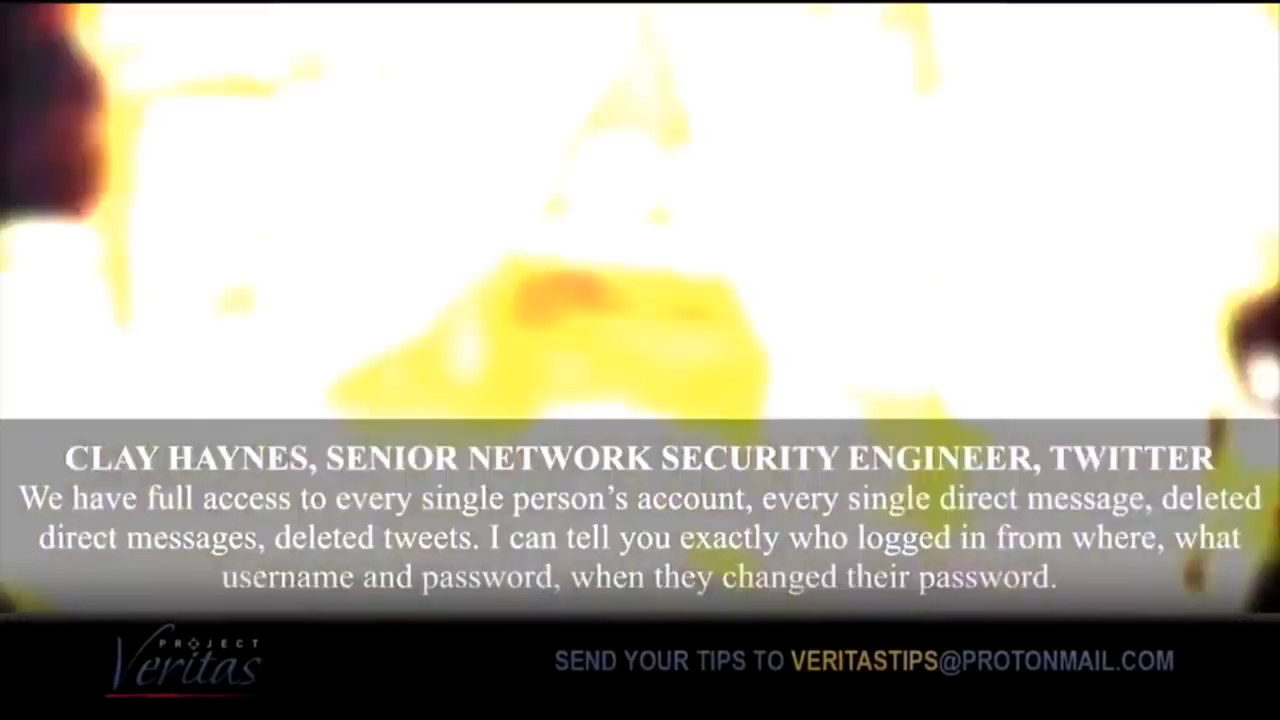 CLAY HAYNES, SENIOR NETWORK SECURITY ENGINEER, TWITTER
We have full access to every single person’s account, every single direct message, deleted
direct messages, deleted tweets. I can tell you exactly who logged in from where, what
username and password, when they changed their password.
PROJECT
Veritas
SEND YOUR TIPS TO VERITASTIPS@PROTONMAIL.COM